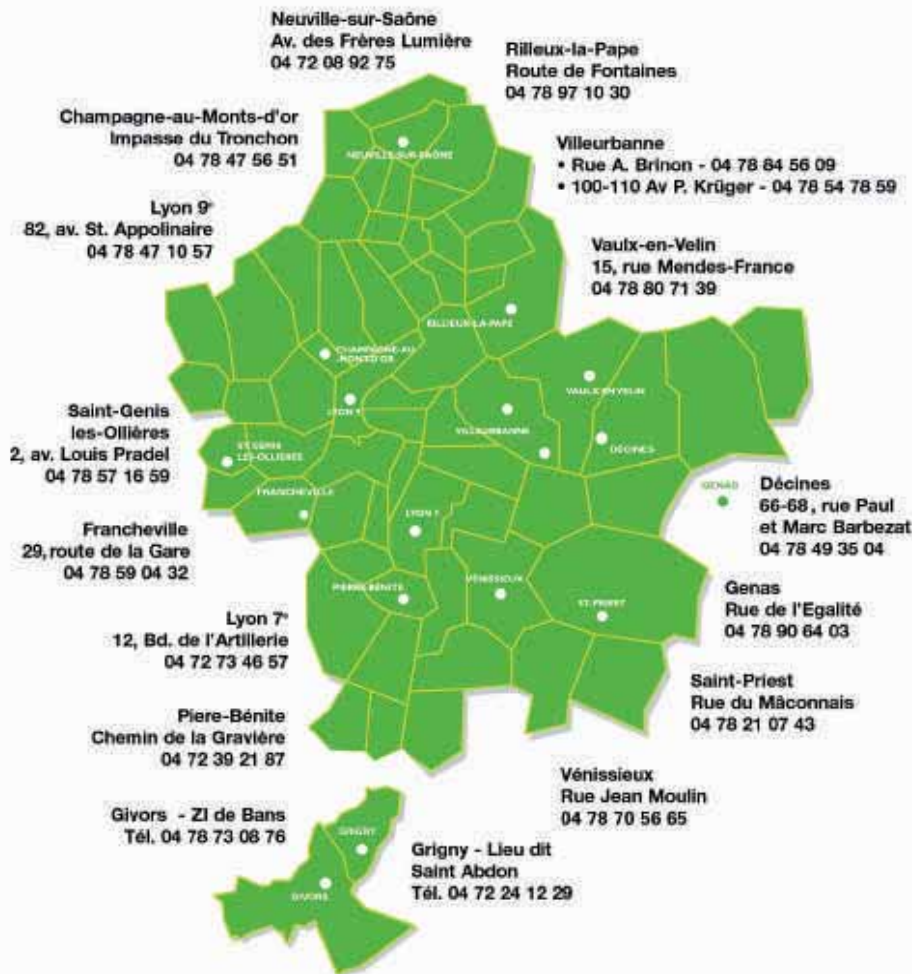 Neuville-sur-Saône
Av. des Frères Lumière
04 72 08 92 75
Rilleux-la-Pape
Route de Fontaines
04 78 97 10 30
Champagne-au-Monts-d'or
Impasse du Tronchon
04 78 47 56 51
Villeurbanne
• Rue A. Brinon - 04 78 84 56 09
• 100-110 Av P. Krüger - 04 78 54 78 59
Lyon 9e
82, av. St. Appolinaire
04 78 47 10 57
Vaulx-en-Velin
15, rue Mendes-France
04 78 80 71 39
Saint-Genis
les-Ollières
2, av. Louis Pradel
04 78 57 16 59
Décines
66-68, rue Paul
et Marc Barbezat
04 78 49 35 04
Francheville
29, route de la Gare
04 78 59 04 32
Genas
Rue de l'Egalité
04 78 90 64 03
Lyon 7e
12, Bd. de l'Artillerie
04 72 73 46 57
Saint-Priest
Rue du Mâconnais
04 78 21 07 43
Piere-Bénite
Chemin de la Gravière
04 72 39 21 87
Vénissieux
Rue Jean Moulin
04 78 70 56 65
Givors - ZI de Bans
Tél. 04 78 73 08 76
Grigny - Lieu dit
Saint Abdon
Tél. 04 72 24 12 29
NEUVILLE-SUR-SAÔNE
RILLIEUX-LA-PAPE
CHAMPAGNE-AU-
MONT D'OR
VAULX EN VELIN
LYON 9
VILLEURBANNE
DÉCINES
ST GENIS
LES-OLLIÈRES
GENAS
FRANCHEVILLE
LYON 7
VÉNISSIEUX
PIERRE-BÉNITE
ST. PRIEST
GRIGNY
GIVORS